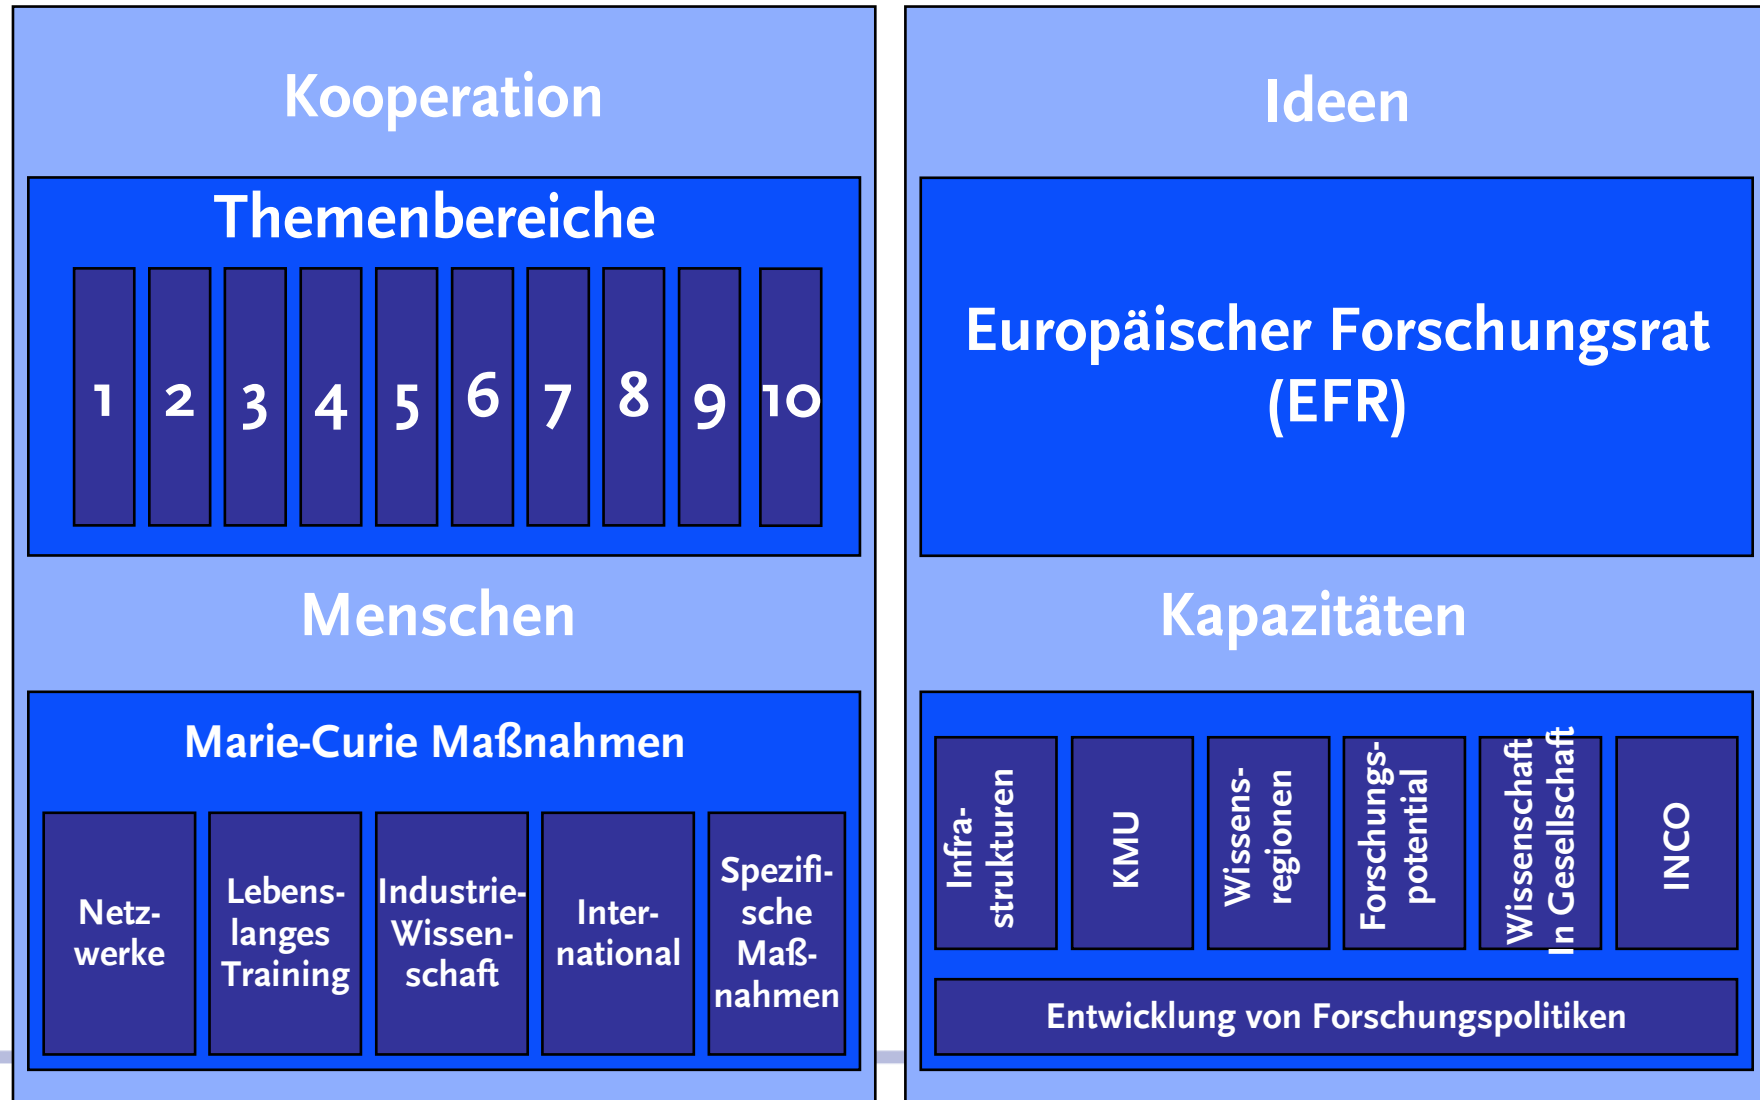 Kooperation
Themenbereiche
1 2 3 4 5 6 7 8 9 10
Menschen
Marie-Curie Maßnahmen
Netz-
werke
Lebens-
langes
Training
Industrie-
Wissen-
schaft
Inter-
national
Spezifi-
sche
Maß-
nahmen
Ideen
Europäischer Forschungsrat
(EFR)
Kapazitäten
Infra-
strukturen
KMU
Wissens-
regionen
Forschungs-
potential
Wissenschaft
In Gesellschaft
INCO
Entwicklung von Forschungspolitiken